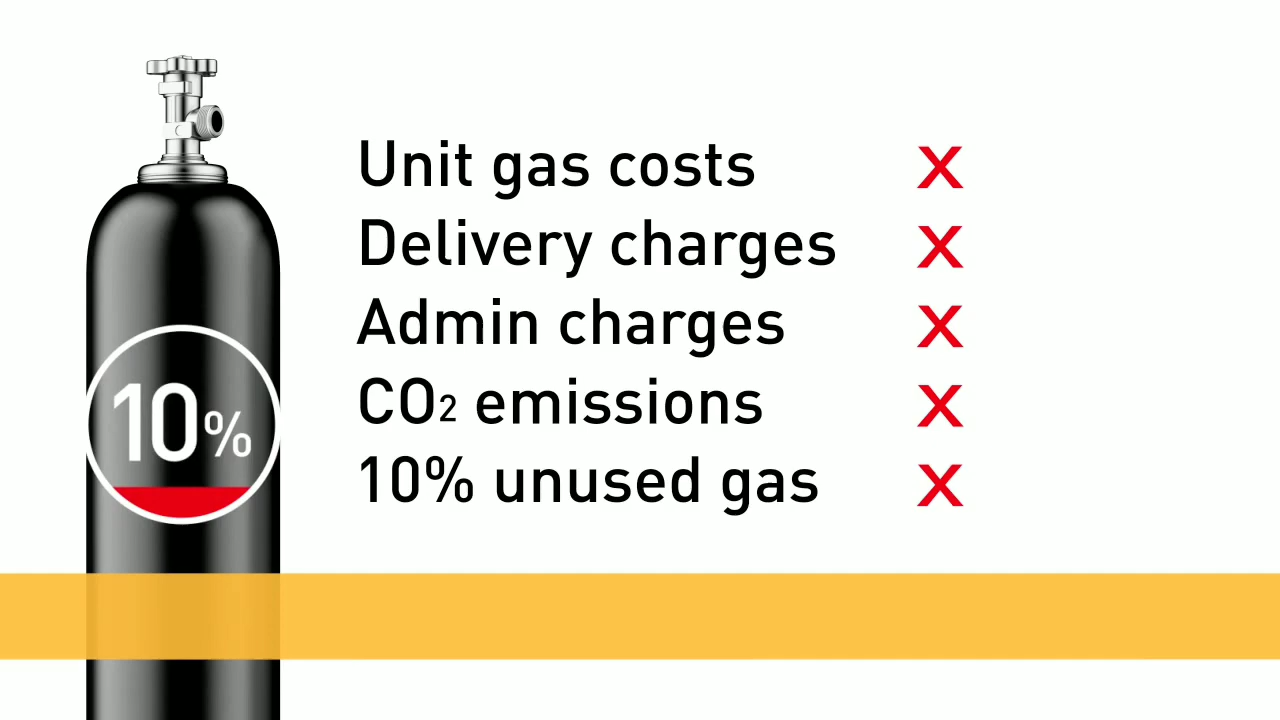 Unit gas costs X
Delivery charges X
Admin charges X
CO₂ emissions X
10% unused gas X
10%